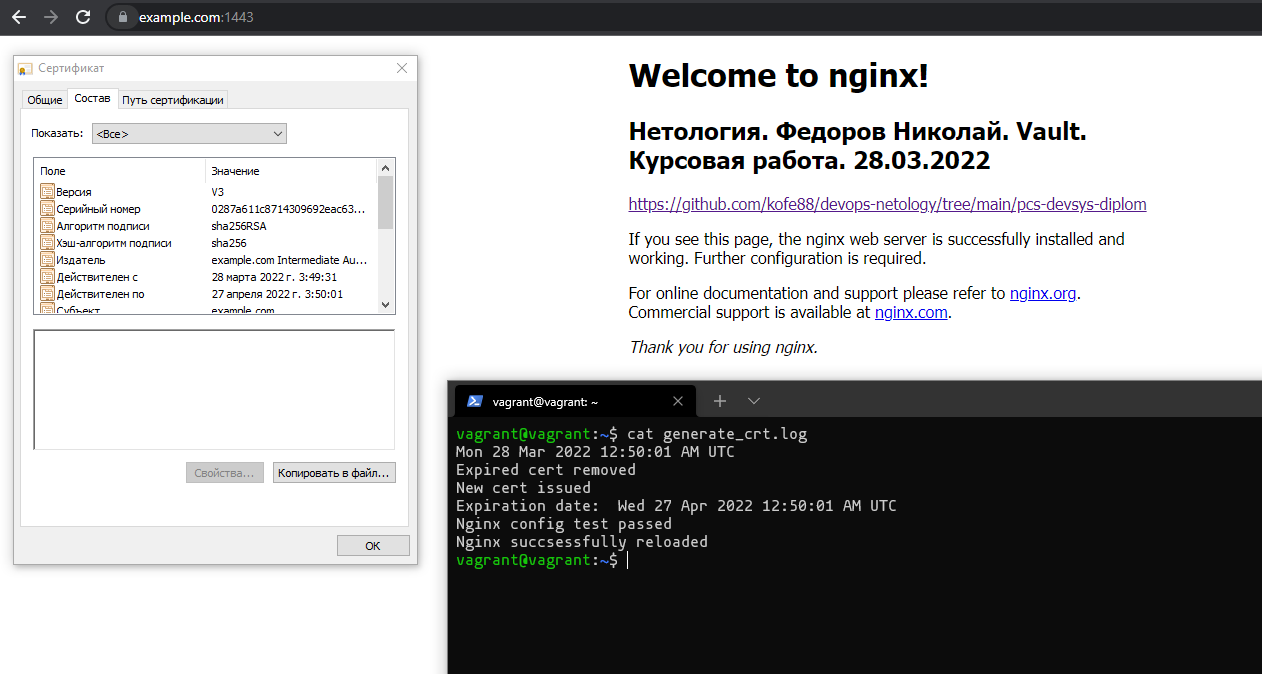 example.com:1443
Сертификат
Общие
Состав
Путь сертификации
Показать:
<Все>
Поле Значение
Версия V3
Серийный номер 0287a611c8714309692eac63...
Алгоритм подписи sha256RSA
Хэш-алгоритм подписи sha256
Издатель example.com Intermediate Au...
Действителен с 28 марта 2022 г. 3:49:31
Действителен по 27 апреля 2022 г. 3:50:01
Субъект example.com
Свойства...
Копировать в файл...
ОК
Welcome to nginx!
Нетология. Федоров Николай. Vault.
Курсовая работа. 28.03.2022
https://github.com/kofe88/devops-netology/tree/main/pcs-devsys-diplom
If you see this page, the nginx web server is successfully installed and
working. Further configuration is required.
For online documentation and support please refer to nginx.org.
Commercial support is available at nginx.com.
Thank you for using nginx.
vagrant@vagrant: ~
vagrant@vagrant:~$ cat generate_crt.log
Mon 28 Mar 2022 12:50:01 AM UTC
Expired cert removed
New cert issued
Expiration date:  Wed 27 Apr 2022 12:50:01 AM UTC
Nginx config test passed
Nginx succsessfully reloaded
vagrant@vagrant:~$